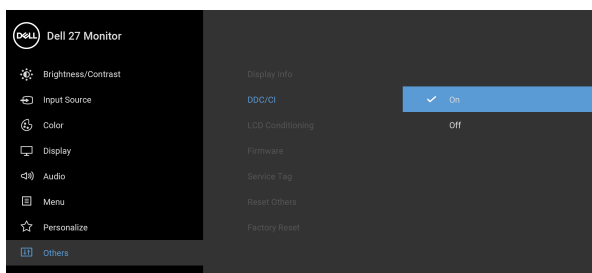 DELL
Dell 27 Monitor
Brightness/Contrast
Input Source
Color
Display
Audio
Menu
Personalize
Others
Display Info
DDC/CI
LCD Conditioning
Firmware
Service Tag
Reset Others
Factory Reset
On
Off